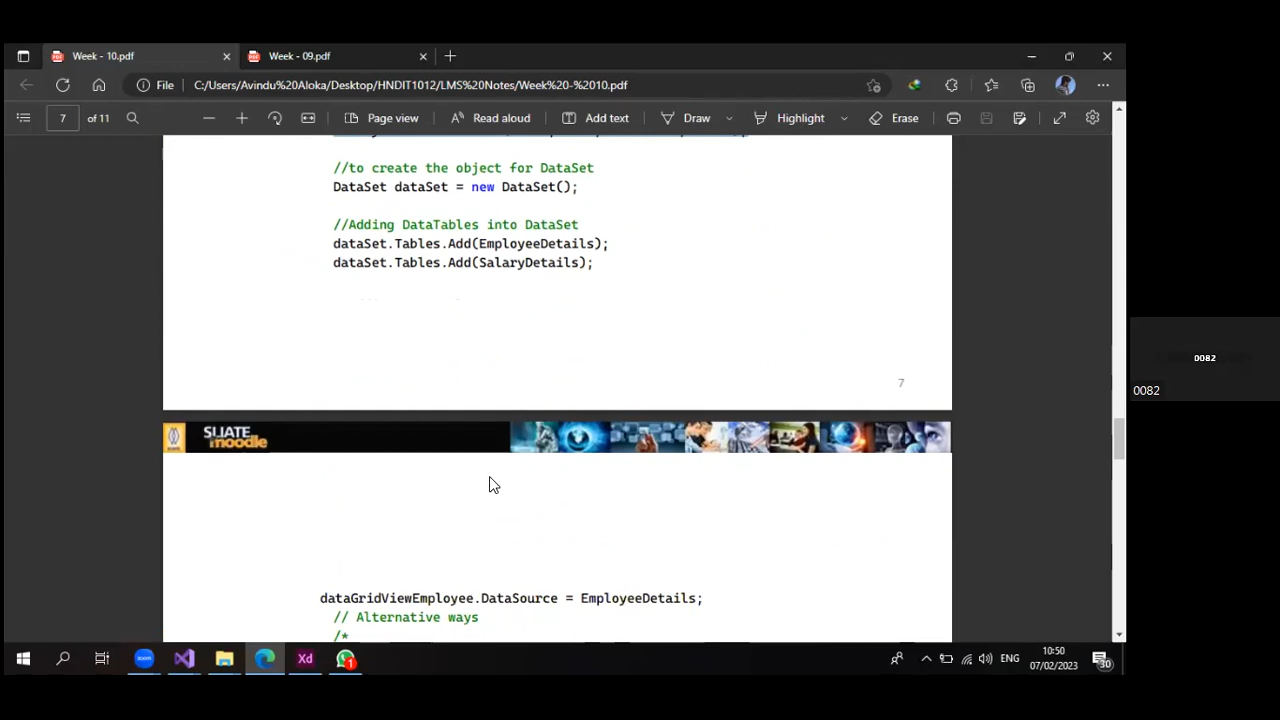 Week - 10.pdf
Week - 09.pdf
File
C:/Users/Avindu%20Aloka/Desktop/HNDIT1012/LMS%20Notes/Week%20-%2010.pdf
7 of 11
Page view
Read aloud
Add text
Draw
Highlight
Erase
//to create the object for DataSet
DataSet dataSet = new DataSet();
//Adding DataTables into DataSet
dataSet.Tables.Add(EmployeeDetails);
dataSet.Tables.Add(SalaryDetails);
7
SLIATE
moodle
dataGridViewEmployee.DataSource = EmployeeDetails;
// Alternative ways
/*
0082
0082
zoom
Xd
1
ENG
10:50
07/02/2023
30